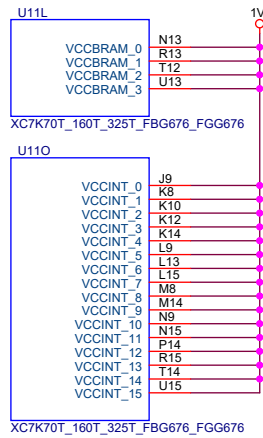 U11L 1V
VCCBRAM_0 N13
VCCBRAM_1 R13
VCCBRAM_2 T12
VCCBRAM_3 U13
XC7K70T_160T_325T_FBG676_FGG676
U11O
VCCINT_0 J9
VCCINT_1 K8
VCCINT_2 K10
VCCINT_3 K12
VCCINT_4 K14
VCCINT_5 L9
VCCINT_6 L13
VCCINT_7 L15
VCCINT_8 M8
VCCINT_9 M14
VCCINT_10 N9
VCCINT_11 N15
VCCINT_12 P14
VCCINT_13 R15
VCCINT_14 T14
VCCINT_15 U15
XC7K70T_160T_325T_FBG676_FGG676